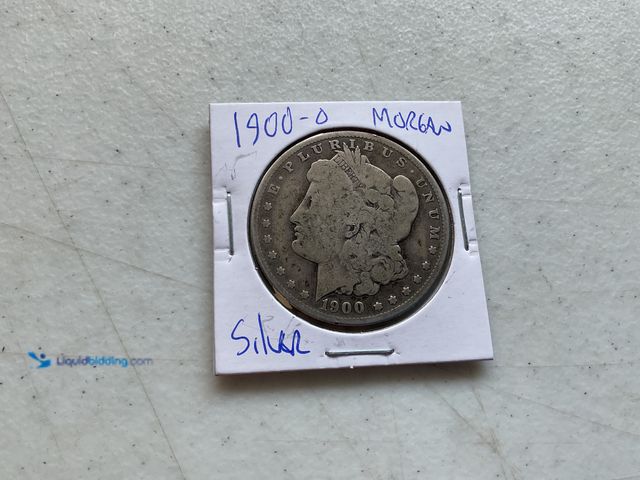 1900-O MORGAN
E · PLURIBUS · UNUM
LIBERTY
1900
Silver
Liquidbidding.com